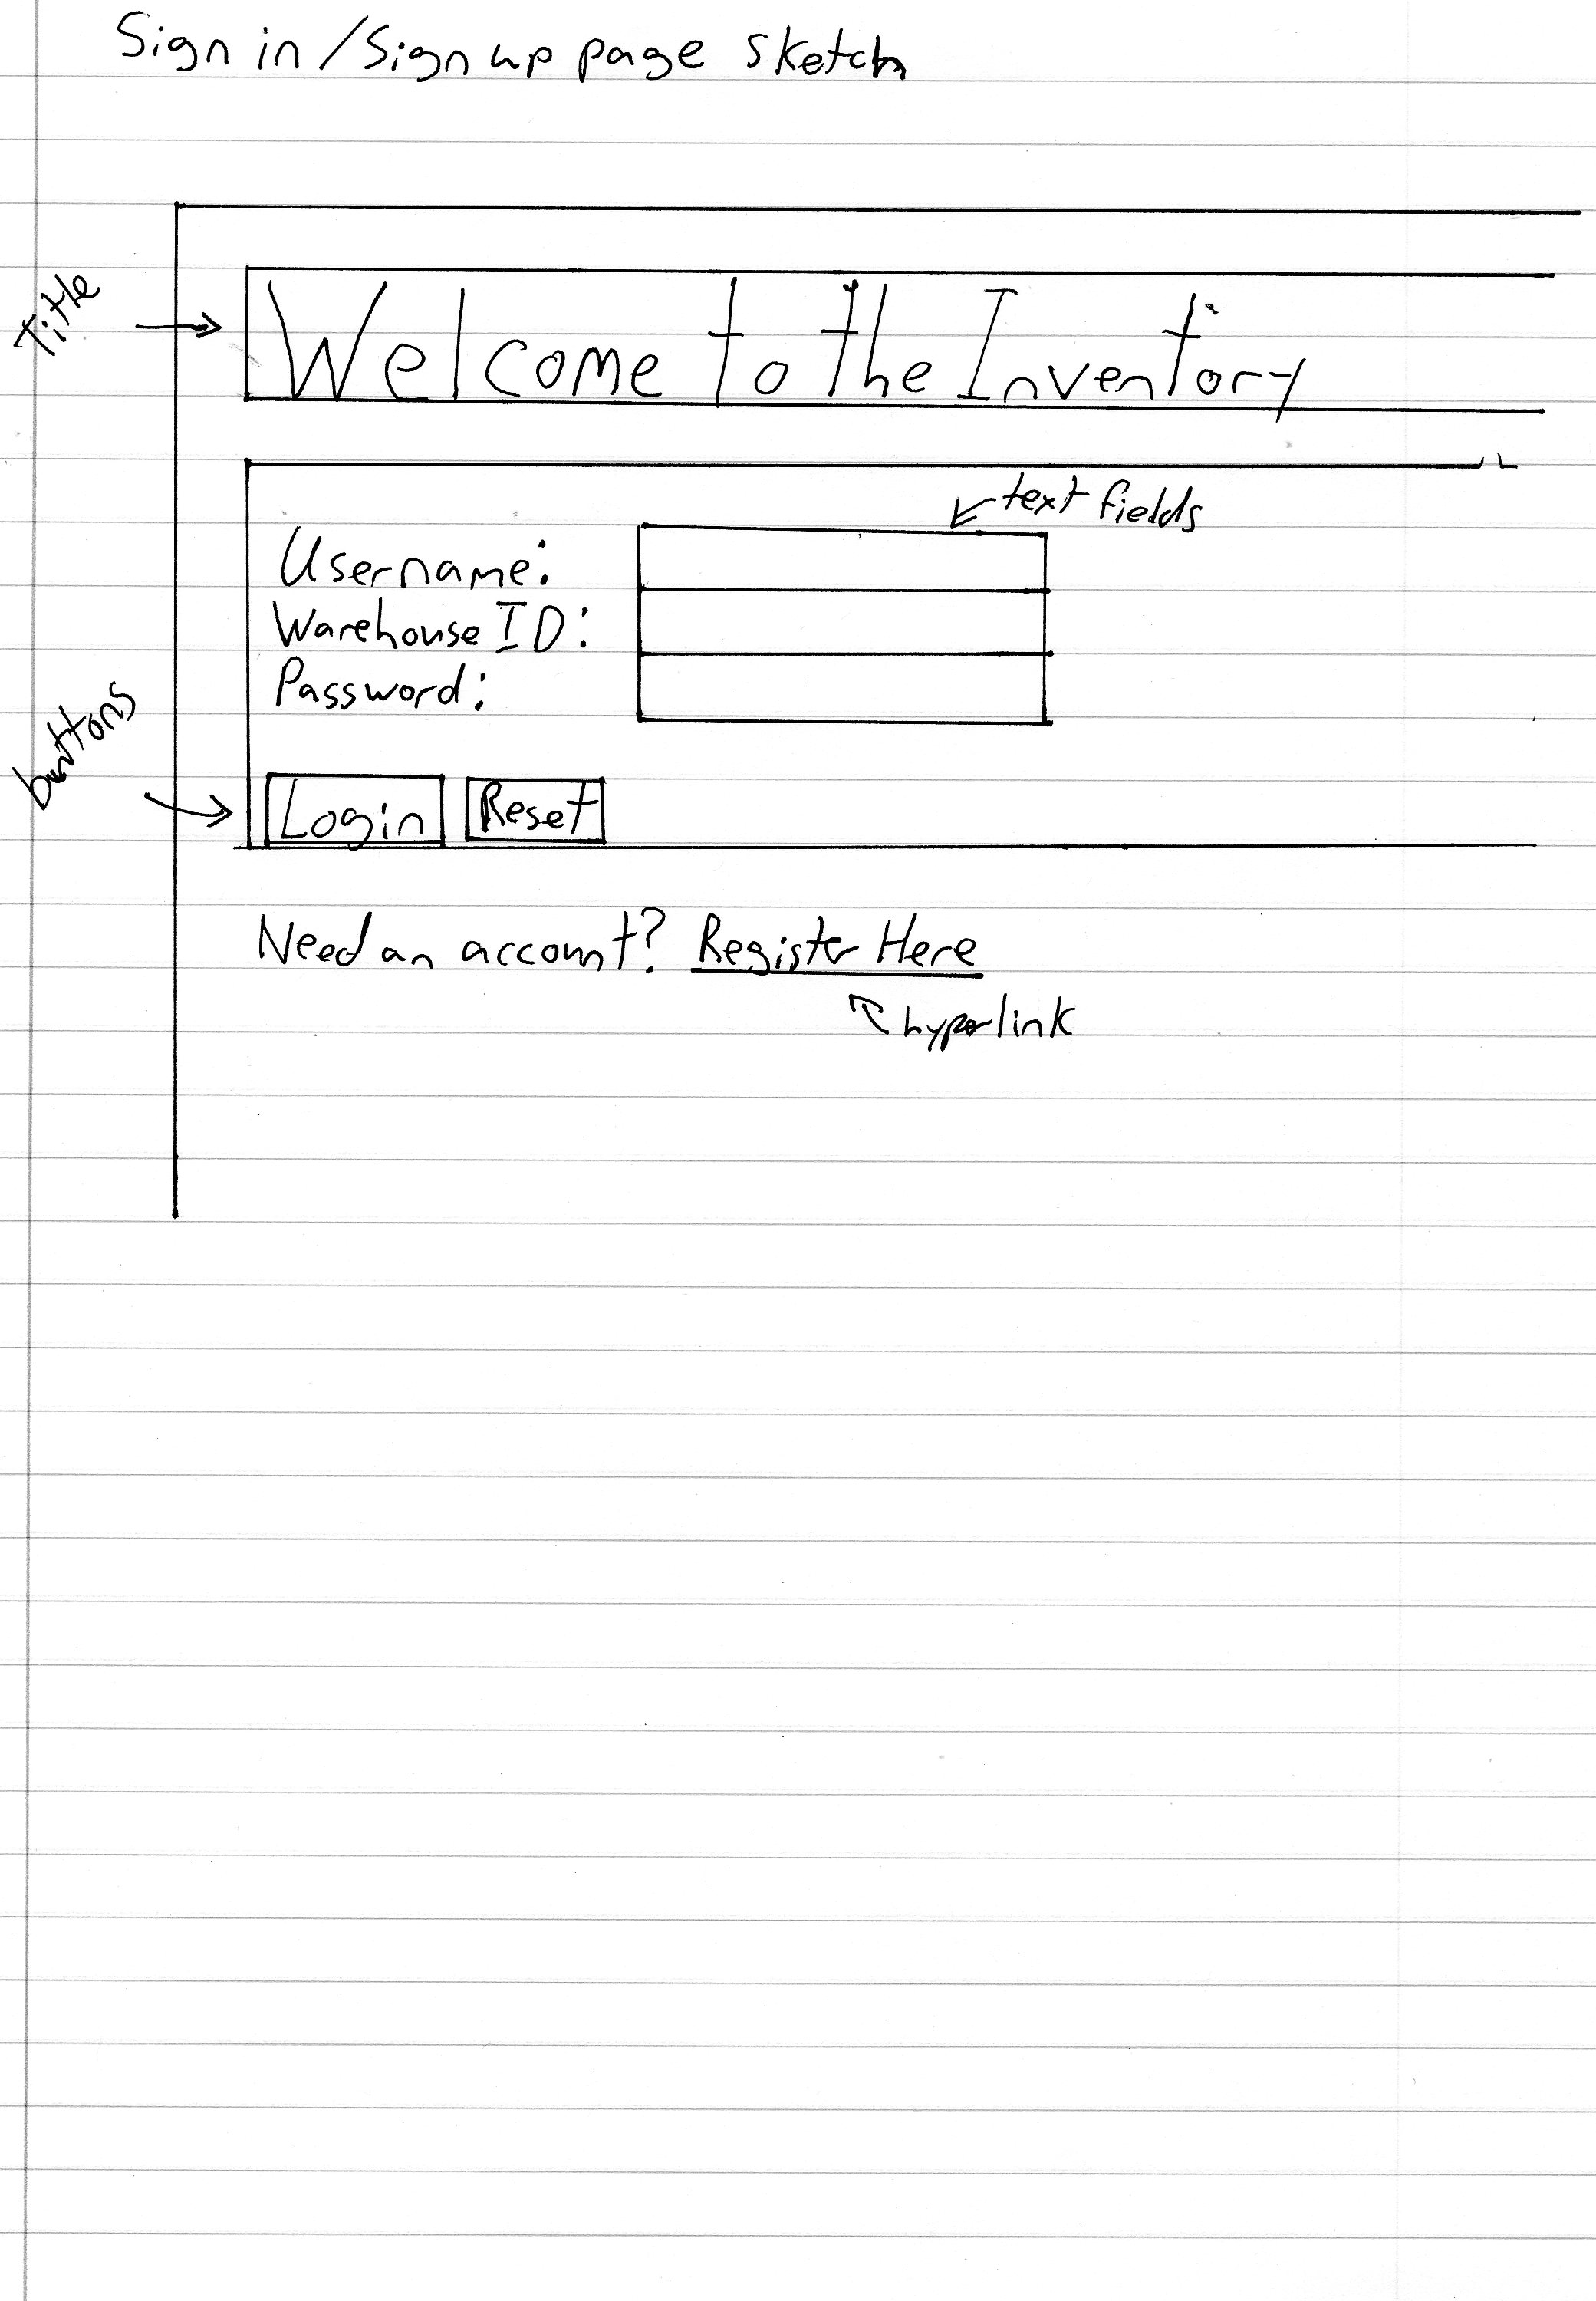 Sign in / Sign up page sketch
Title
Welcome to the Inventory
text fields
Username:
Warehouse ID:
Password:
buttons
Login Reset
Need an account? Register Here
hyperlink